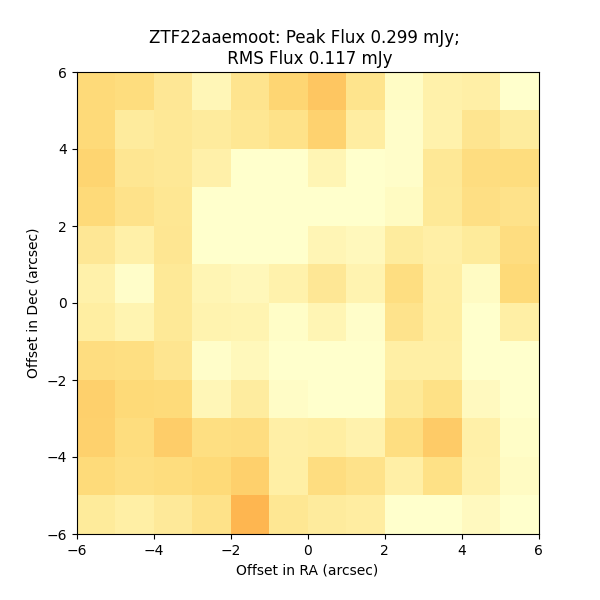 ZTF22aaemoot: Peak Flux 0.299 mJy;
RMS Flux 0.117 mJy
6
4
2
0
−2
−4
−6
Offset in Dec (arcsec)
−6 −4 −2 0 2 4 6
Offset in RA (arcsec)